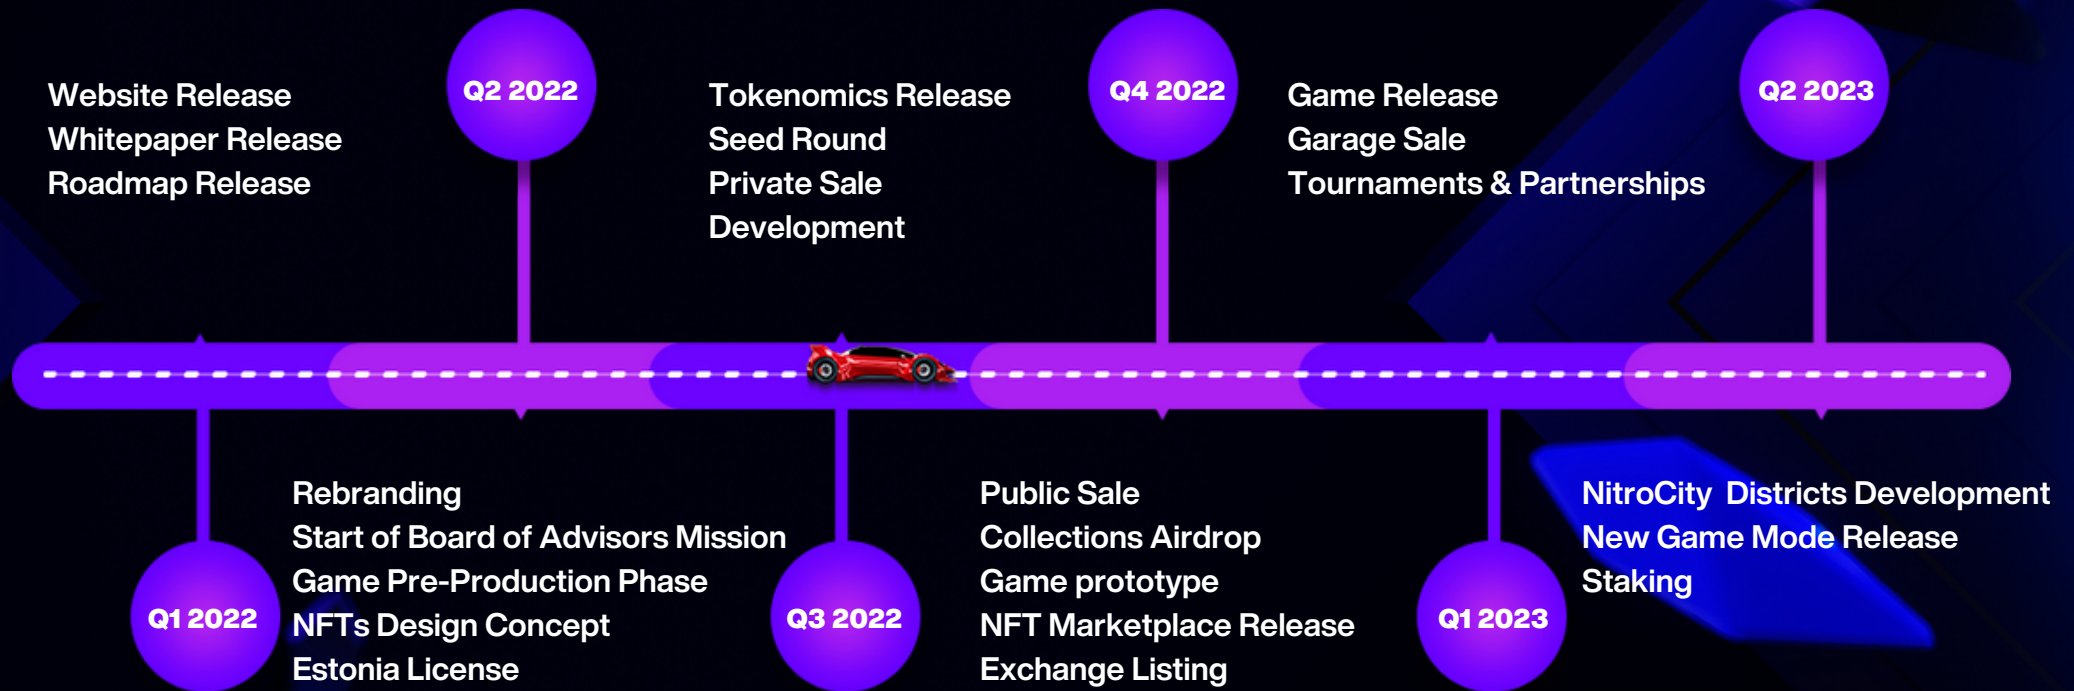 Website Release
Whitepaper Release
Roadmap Release
Q1 2022
Q2 2022
Rebranding
Start of Board of Advisors Mission
Game Pre-Production Phase
NFTs Design Concept
Estonia License
Tokenomics Release
Seed Round
Private Sale
Development
Q3 2022
Q4 2022
Public Sale
Collections Airdrop
Game prototype
NFT Marketplace Release
Exchange Listing
Game Release
Garage Sale
Tournaments & Partnerships
Q1 2023
Q2 2023
NitroCity Districts Development
New Game Mode Release
Staking